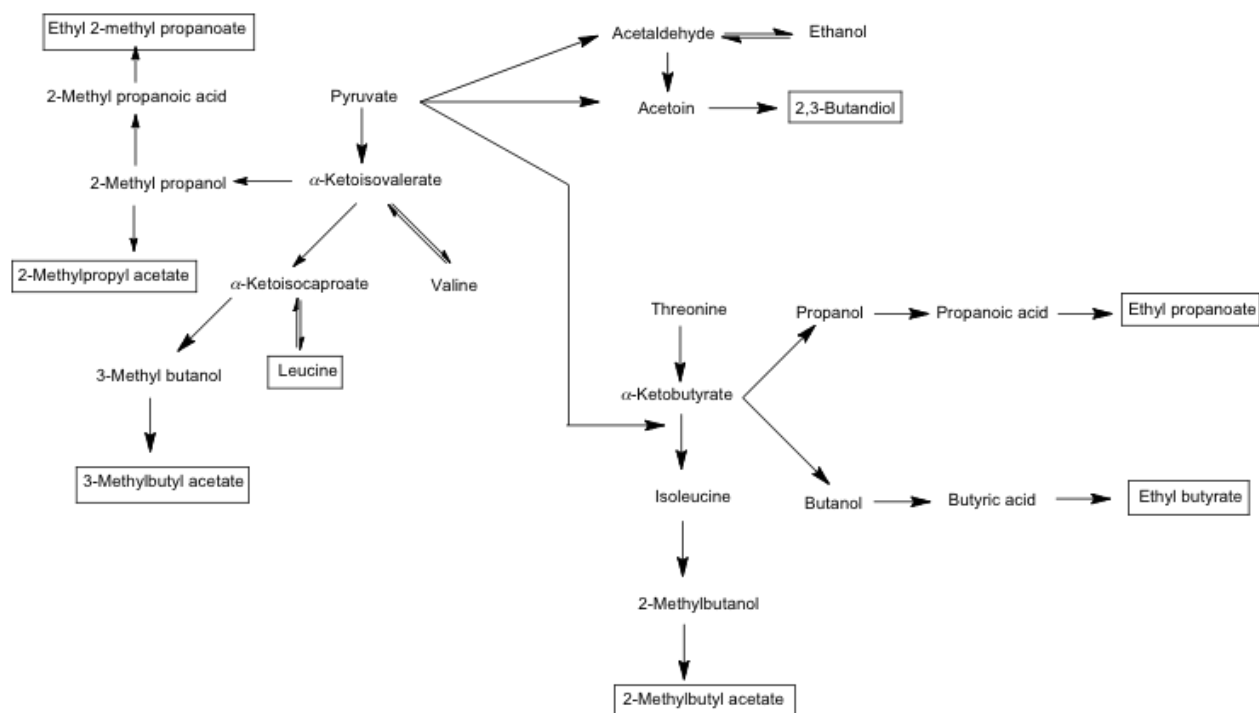 Ethyl 2-methyl propanoate
Acetaldehyde
Ethanol
2-Methyl propanoic acid
Pyruvate
Acetoin
2,3-Butandiol
2-Methyl propanol
α-Ketoisovalerate
2-Methylpropyl acetate
α-Ketoisocaproate
Valine
Threonine
Propanol
Propanoic acid
Ethyl propanoate
3-Methyl butanol
Leucine
α-Ketobutyrate
3-Methylbutyl acetate
Isoleucine
Butanol
Butyric acid
Ethyl butyrate
2-Methylbutanol
2-Methylbutyl acetate